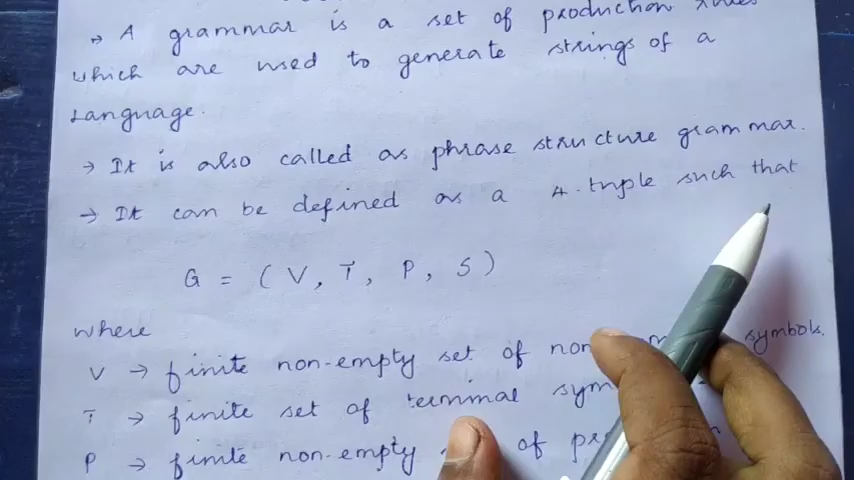 → A grammar is a set of production rules
which are used to generate strings of a
Language.
→ It is also called as phrase structure grammar.
→ It can be defined as a 4-tuple such that
G = (V, T, P, S)
where
V → finite non-empty set of symbols.
T → finite set of terminal
P → finite non-empty of